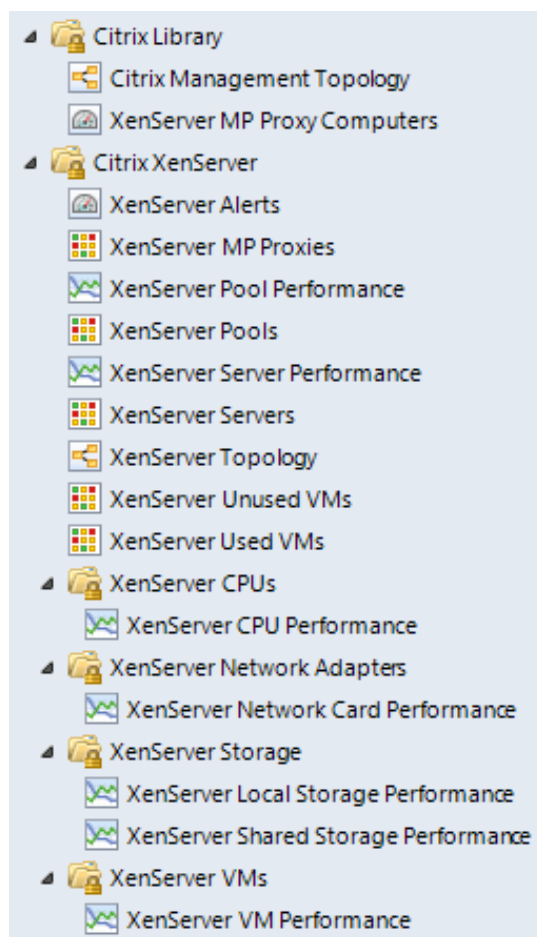 Citrix Library
Citrix Management Topology
XenServer MP Proxy Computers
Citrix XenServer
XenServer Alerts
XenServer MP Proxies
XenServer Pool Performance
XenServer Pools
XenServer Server Performance
XenServer Servers
XenServer Topology
XenServer Unused VMs
XenServer Used VMs
XenServer CPUs
XenServer CPU Performance
XenServer Network Adapters
XenServer Network Card Performance
XenServer Storage
XenServer Local Storage Performance
XenServer Shared Storage Performance
XenServer VMs
XenServer VM Performance